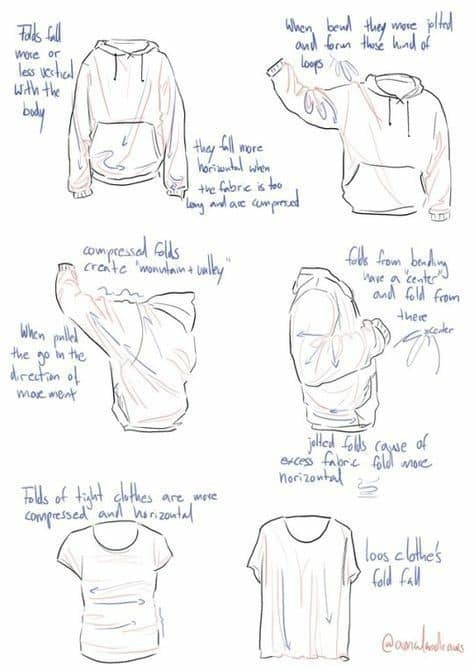 Folds fall
more or
less vertical
with the
body
When bend they more jolted
and form those kind of
loops
they fall more
horizontal when
the fabric is too
long and are compressed
compressed folds
create "mountain + valley"
When pulled
the go in the
direction of
movement
folds from bending
have a "center"
and fold from
there
center
jolted folds cause of
excess fabric fold more
horizontal
Folds of tight clothes are more
compressed and horizontal
loos clothe's
fold fall